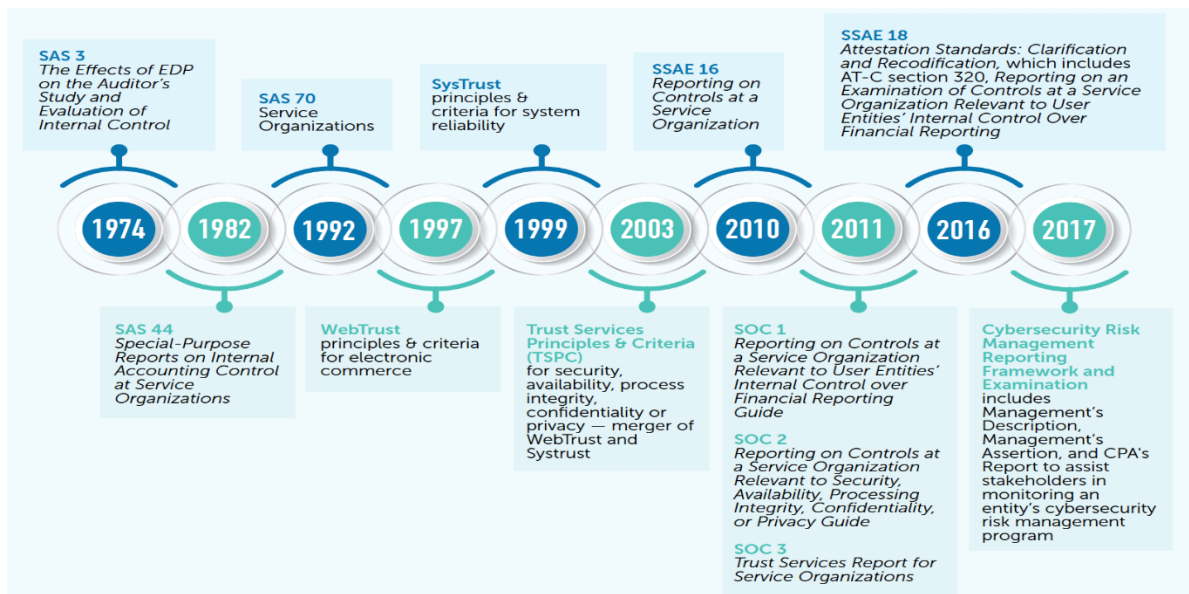 SAS 3
The Effects of EDP
on the Auditor's
Study and
Evaluation of
Internal Control
SAS 70
Service
Organizations
SysTrust
principles &
criteria for system
reliability
SSAE 16
Reporting on
Controls at a
Service
Organization
SSAE 18
Attestation Standards: Clarification
and Recodification, which includes
AT-C section 320, Reporting on an
Examination of Controls at a Service
Organization Relevant to User
Entities' Internal Control Over
Financial Reporting
1974
1982
1992
1997
1999
2003
2010
2011
2016
2017
SAS 44
Special-Purpose
Reports on Internal
Accounting Control
at Service
Organizations
WebTrust
principles & criteria
for electronic
commerce
Trust Services
Principles & Criteria
(TSPC)
for security,
availability, process
integrity,
confidentiality or
privacy — merger of
WebTrust and
Systrust
SOC 1
Reporting on Controls at
a Service Organization
Relevant to User Entities'
Internal Control over
Financial Reporting
Guide
SOC 2
Reporting on Controls at
a Service Organization
Relevant to Security,
Availability, Processing
Integrity, Confidentiality,
or Privacy Guide
SOC 3
Trust Services Report for
Service Organizations
Cybersecurity Risk
Management
Reporting
Framework and
Examination
includes
Management's
Description,
Management's
Assertion, and CPA's
Report to assist
stakeholders in
monitoring an
entity's cybersecurity
risk management
program